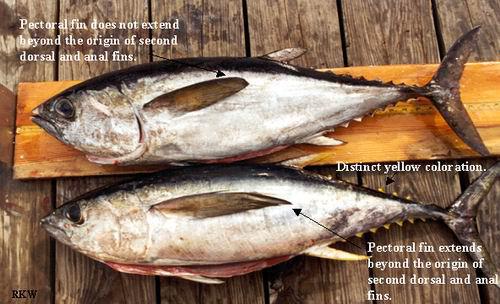 Pectoral fin does not extend
beyond the origin of second
dorsal and anal fins.
Distinct yellow coloration.
Pectoral fin extends
beyond the origin of
second dorsal and anal
fins.
RKW